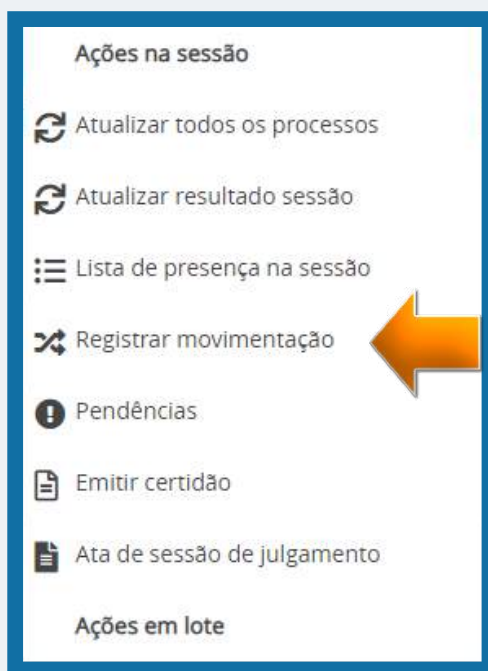 Ações na sessão
Atualizar todos os processos
Atualizar resultado sessão
Lista de presença na sessão
Registrar movimentação
Pendências
Emitir certidão
Ata de sessão de julgamento
Ações em lote